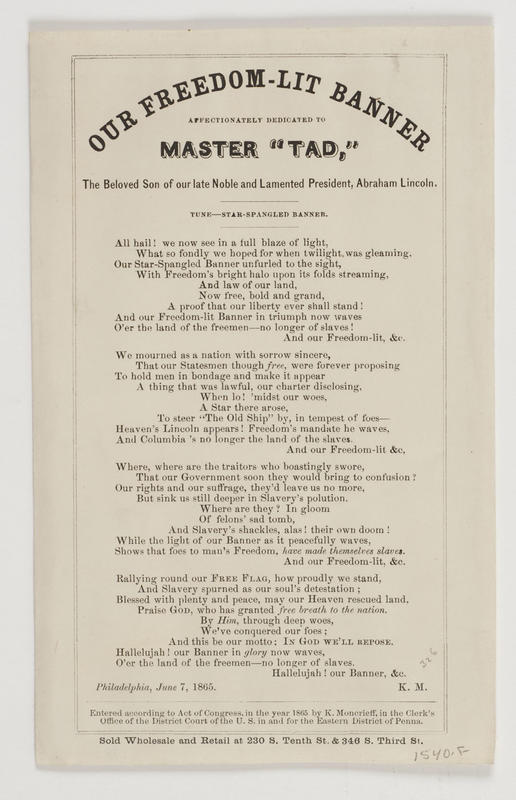 OUR FREEDOM-LIT BANNER
AFFECTIONATELY DEDICATED TO
MASTER "TAD,"
The Beloved Son of our late Noble and Lamented President, Abraham Lincoln.
TUNE—STAR-SPANGLED BANNER.
All hail! we now see in a full blaze of light,
What so fondly we hoped for when twilight, was gleaming,
Our Star-Spangled Banner unfurled to the sight,
With Freedom's bright halo upon its folds streaming,
And law of our land,
Now free, bold and grand,
A proof that our liberty ever shall stand!
And our Freedom-lit Banner in triumph now waves
O'er the land of the freemen—no longer of slaves!
And our Freedom-lit, &c.
We mourned as a nation with sorrow sincere,
That our Statesmen though free, were forever proposing
To hold men in bondage and make it appear
A thing that was lawful, our charter disclosing,
When lo! 'midst our woes,
A Star there arose,
To steer "The Old Ship" by, in tempest of foes—
Heaven's Lincoln appears! Freedom's mandate he waves,
And Columbia 's no longer the land of the slaves.
And our Freedom-lit &c,
Where, where are the traitors who boastingly swore,
That our Government soon they would bring to confusion?
Our rights and our suffrage, they'd leave us no more,
But sink us still deeper in Slavery's polution.
Where are they? In gloom
Of felons' sad tomb,
And Slavery's shackles, alas! their own doom!
While the light of our Banner as it peacefully waves,
Shows that foes to man's Freedom, have made themselves slaves.
And our Freedom-lit, &c.
Rallying round our FREE FLAG, how proudly we stand,
And Slavery spurned as our soul's detestation;
Blessed with plenty and peace, may our Heaven rescued land,
Praise GOD, who has granted free breath to the nation.
By Him, through deep woes,
We've conquered our foes;
And this be our motto; IN GOD WE'LL REPOSE.
Hallelujah! our Banner in glory now waves,
O'er the land of the freemen—no longer of slaves.
Hallelujah! our Banner, &c.
Philadelphia, June 7, 1865. K. M.
326
Entered according to Act of Congress, in the year 1865 by K. Moncrieff, in the Clerk's
Office of the District Court of the U. S. in and for the Eastern District of Penna.
Sold Wholesale and Retail at 230 S. Tenth St. & 346 S. Third St.
1540.F